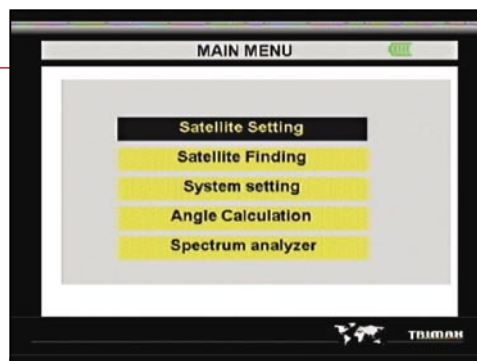 MAIN MENU
Satellite Setting
Satellite Finding
System setting
Angle Calculation
Spectrum analyzer
TRIMAX